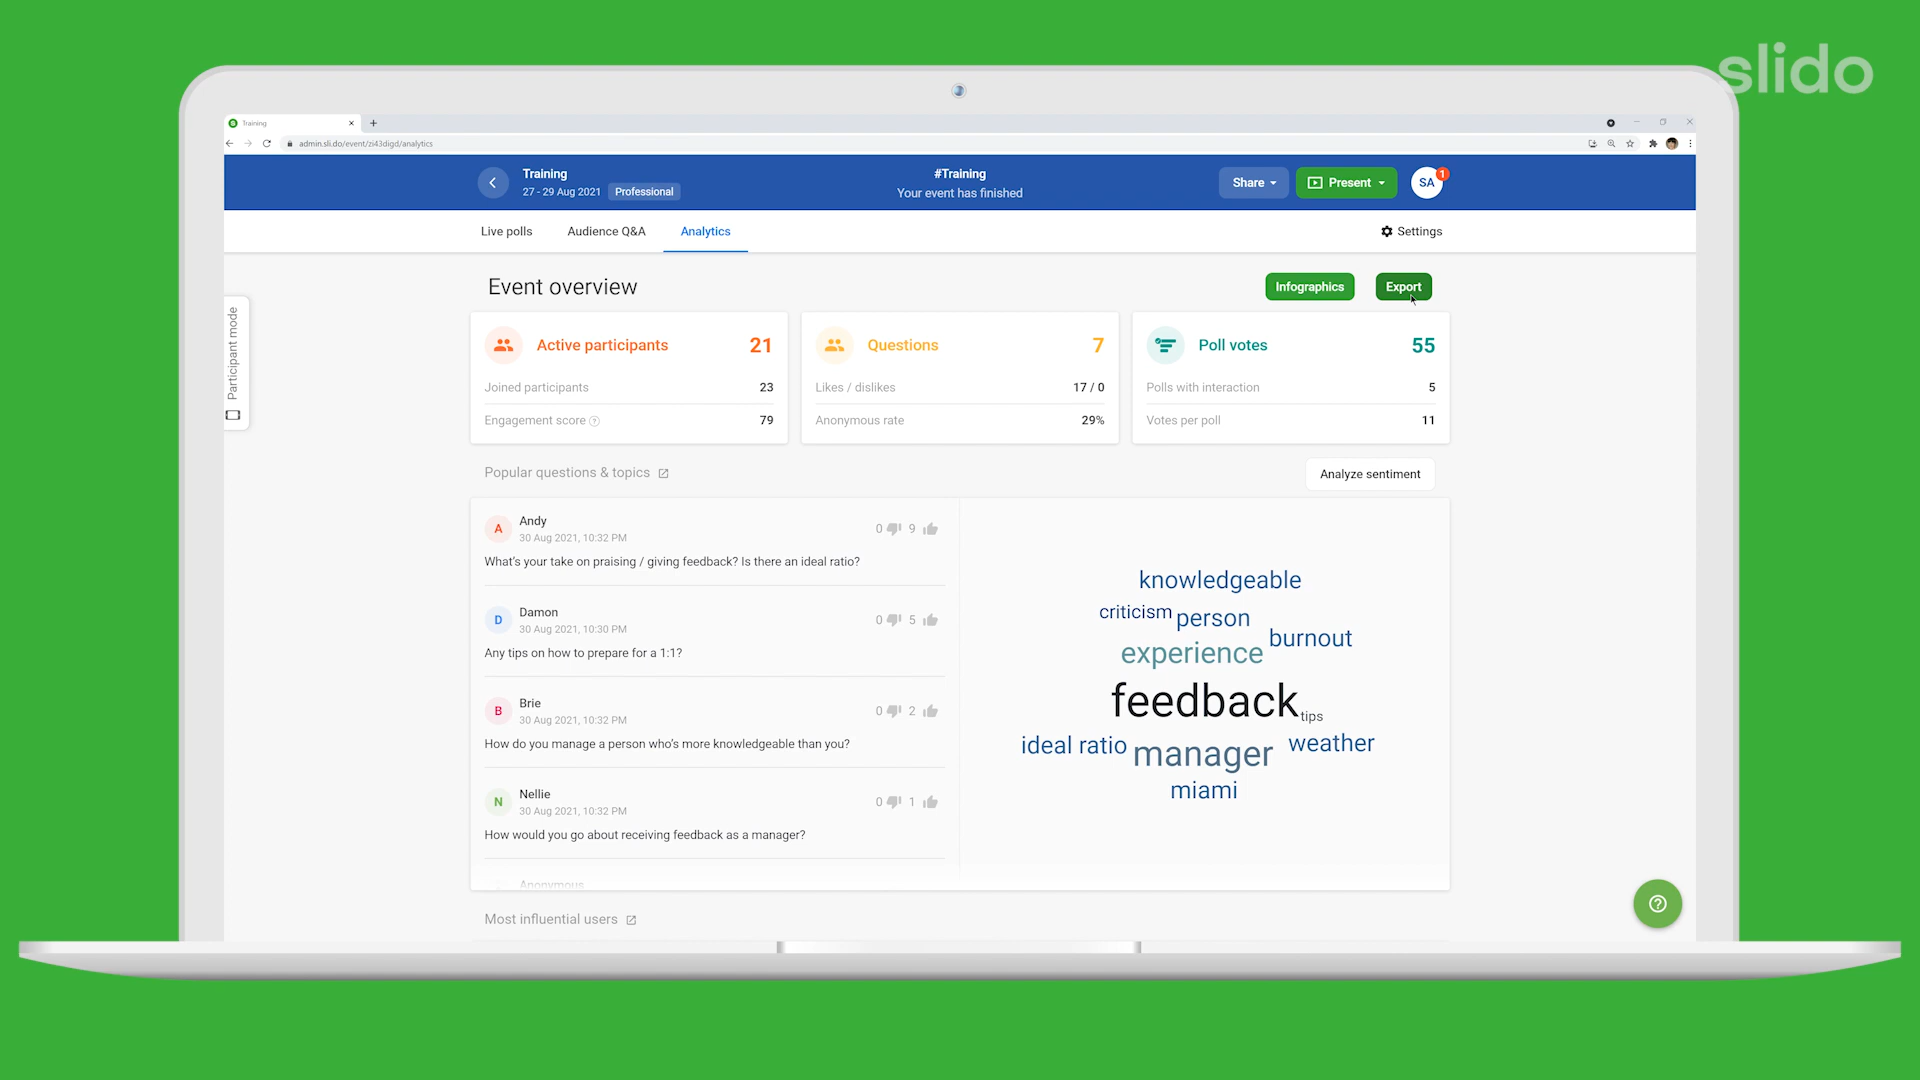 slido
Training
admin.sli.do/event/zi43digd/analytics
Training
27 - 29 Aug 2021 Professional
#Training
Your event has finished
Share
Present
SA
1
Live polls
Audience Q&A
Analytics
Settings
Participant mode
Event overview
Infographics
Export
Active participants 21
Joined participants 23
Engagement score 79
Questions 7
Likes / dislikes 17 / 0
Anonymous rate 29%
Poll votes 55
Polls with interaction 5
Votes per poll 11
Popular questions & topics
Analyze sentiment
A
Andy
30 Aug 2021, 10:32 PM
0 9
What's your take on praising / giving feedback? Is there an ideal ratio?
D
Damon
30 Aug 2021, 10:30 PM
0 5
Any tips on how to prepare for a 1:1?
B
Brie
30 Aug 2021, 10:32 PM
0 2
How do you manage a person who's more knowledgeable than you?
N
Nellie
30 Aug 2021, 10:32 PM
0 1
How would you go about receiving feedback as a manager?
Anonymous
knowledgeable
criticism person
burnout
experience
feedback
tips
ideal ratio manager weather
miami
Most influential users